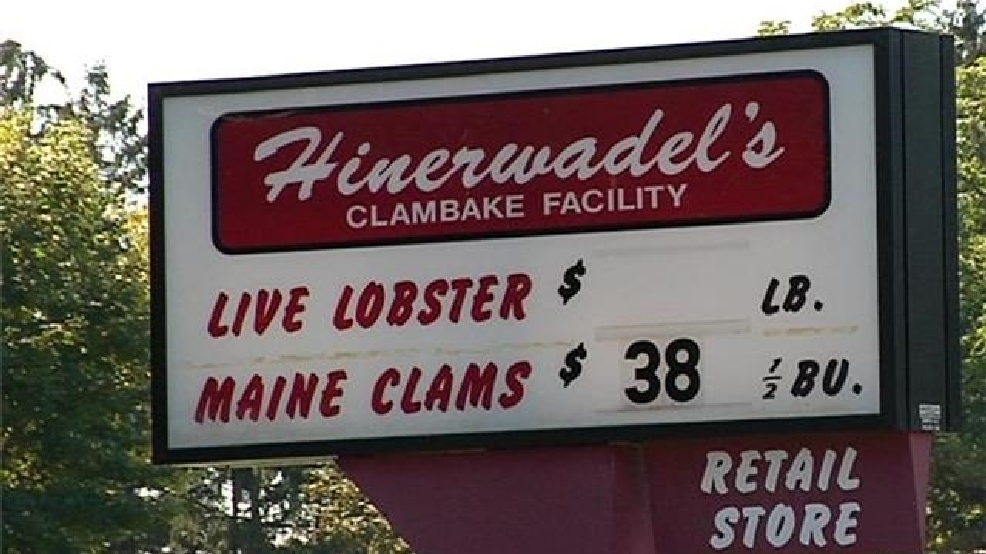 Hinerwadel's
CLAMBAKE FACILITY
LIVE LOBSTER $ LB.
MAINE CLAMS $ 38 ½ BU.
RETAIL
STORE